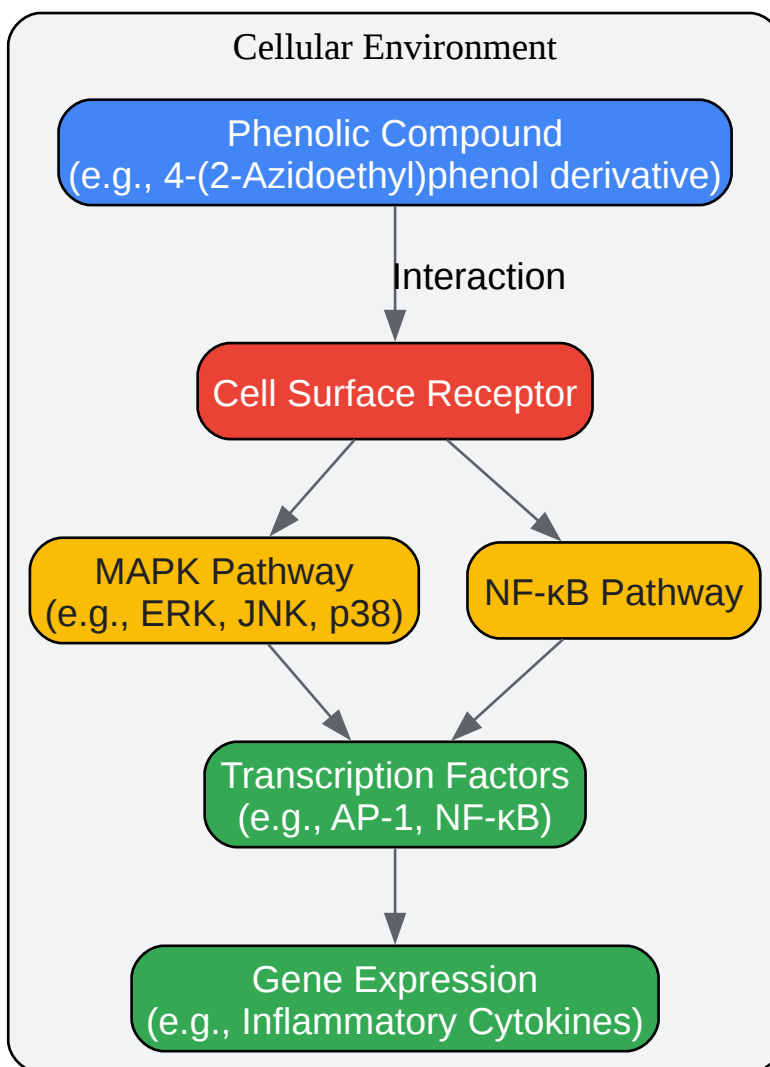 Cellular Environment
Phenolic Compound
(e.g., 4-(2-Azidoethyl)phenol derivative)
Interaction
Cell Surface Receptor
MAPK Pathway
(e.g., ERK, JNK, p38)
NF-κB Pathway
Transcription Factors
(e.g., AP-1, NF-κB)
Gene Expression
(e.g., Inflammatory Cytokines)